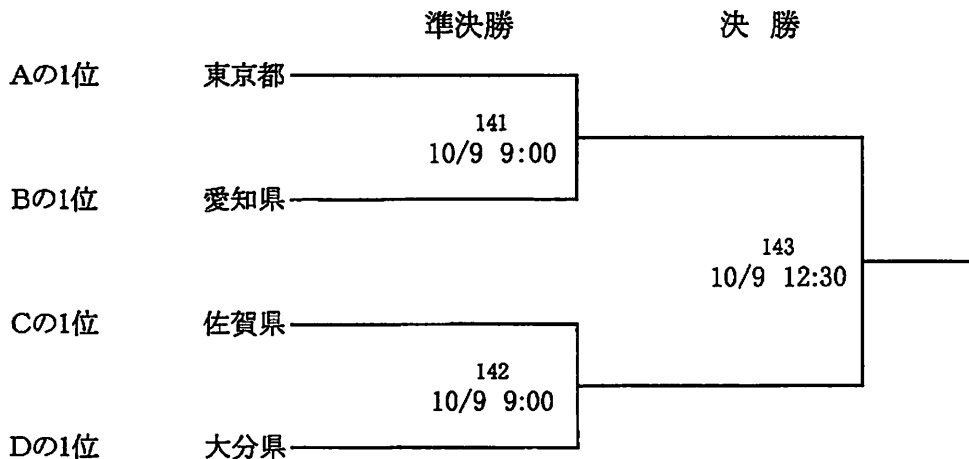 準決勝 決 勝
Aの1位 東京都
141
10/9 9:00
Bの1位 愛知県
143
10/9 12:30
Cの1位 佐賀県
142
10/9 9:00
Dの1位 大分県